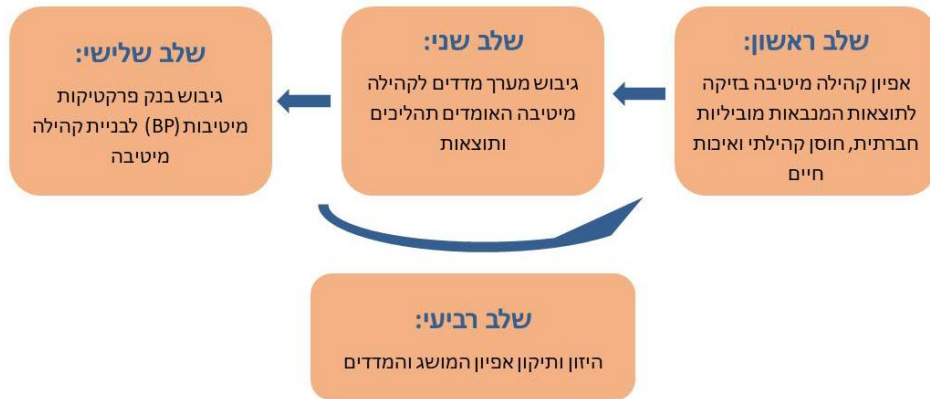 שלב ראשון:
אפיון קהילה מיטיבה בזיקה
לתוצאות המנבאות מוביליות
חברתית, חוסן קהילתי ואיכות
חיים
שלב שני:
גיבוש מערך מדדים לקהילה
מיטיבה האומדים תהליכים
ותוצאות
שלב שלישי:
גיבוש בנק פרקטיקות
מיטיבות (BP) לבניית קהילה
מיטיבה
שלב רביעי:
היזון ותיקון אפיון המושג והמדדים